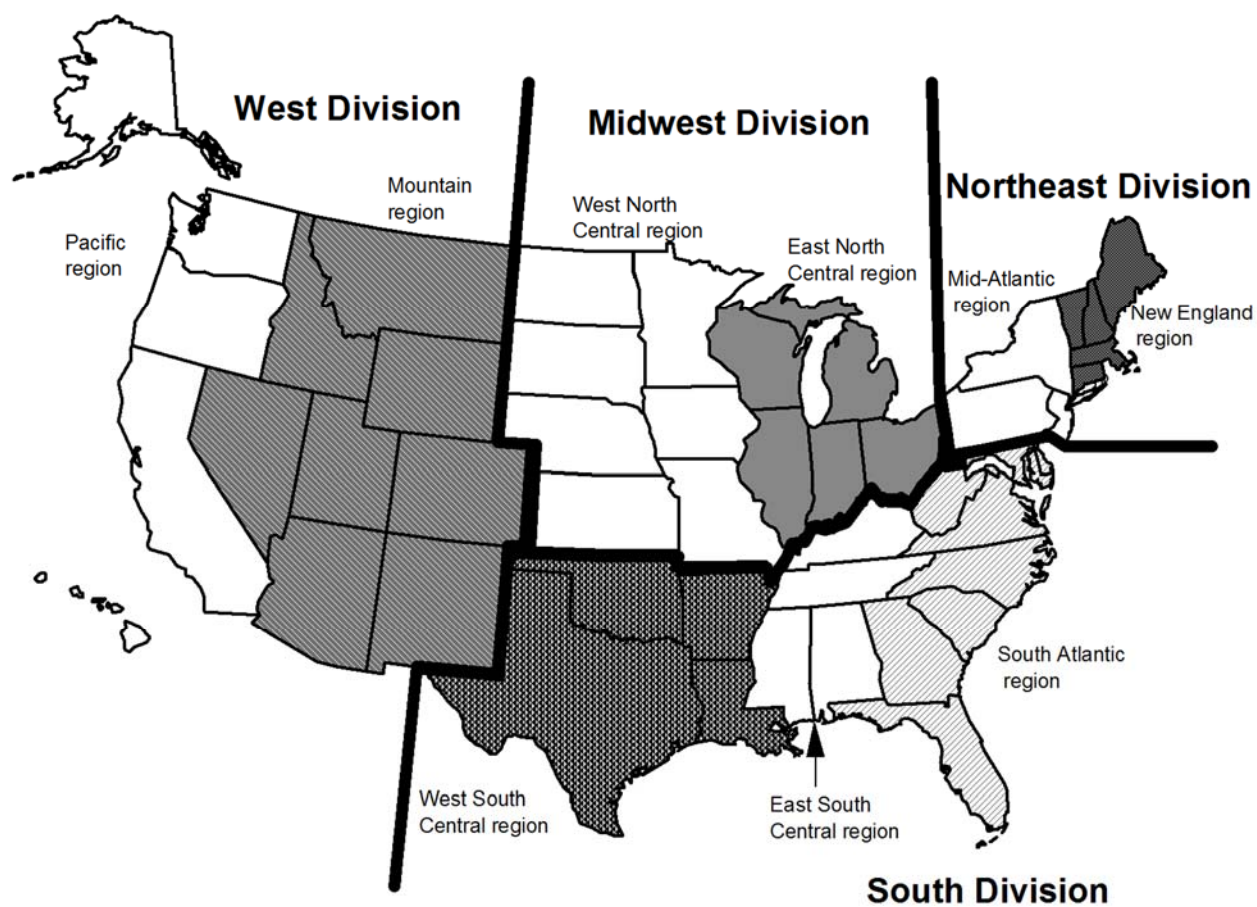 West Division
Midwest Division
Northeast Division
Mountain
region
West North
Central region
Pacific
region
East North
Central region
Mid-Atlantic
region
New England
region
South Atlantic
region
West South
Central region
East South
Central region
South Division